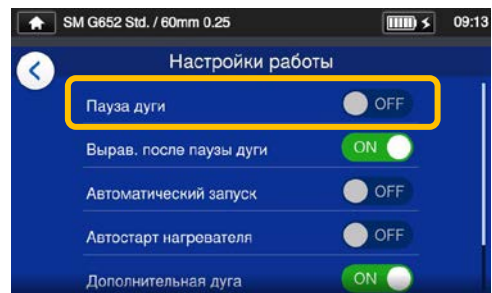 SM G652 Std. / 60mm 0.25 09:13
Настройки работы
Пауза дуги OFF
Вырав. после паузы дуги ON
Автоматический запуск OFF
Автостарт нагревателя OFF
Дополнительная дуга ON